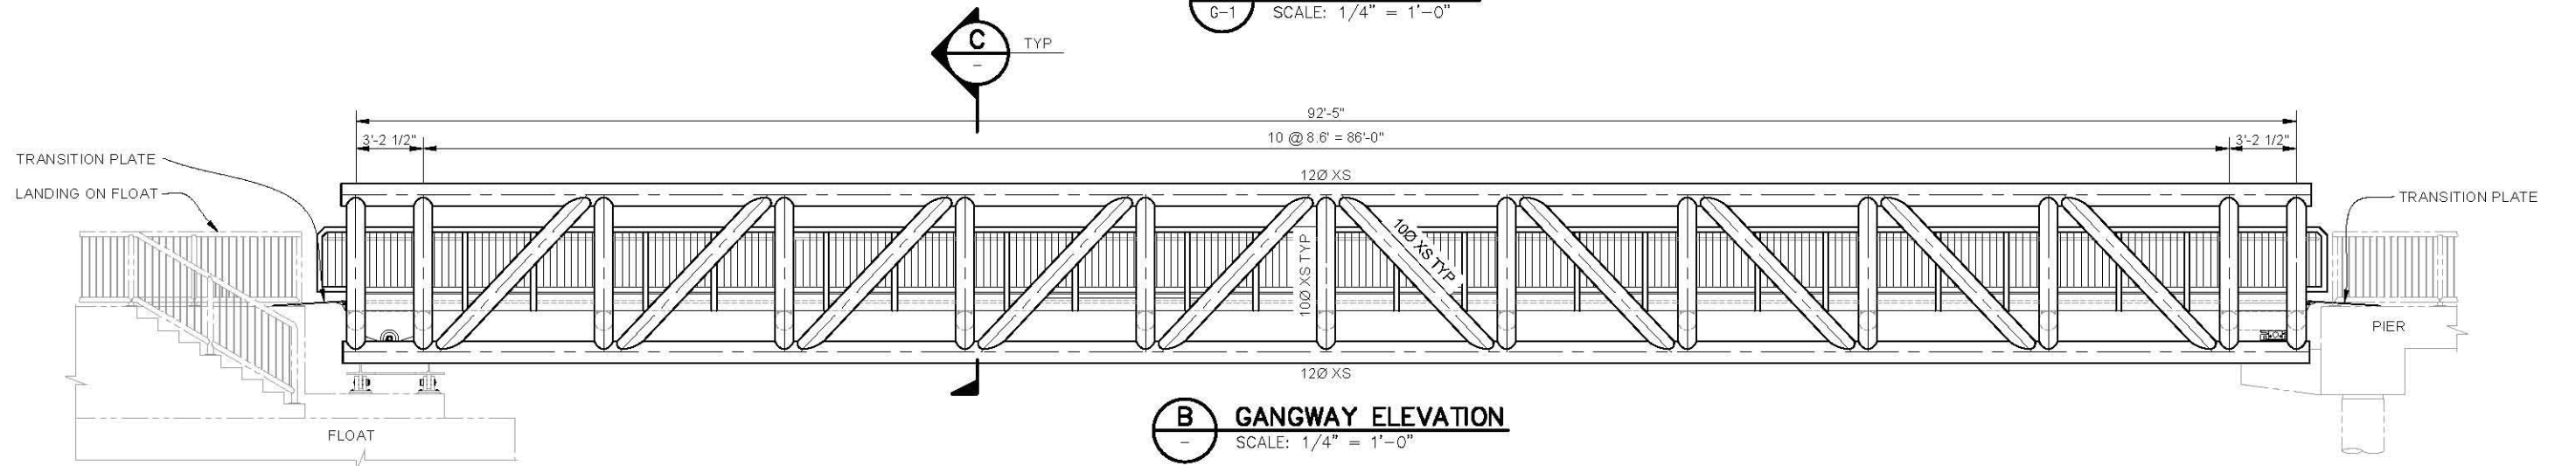 G-1 SCALE: 1/4" = 1'-0"
C TYP
-
92'-5"
3'-2 1/2" 10 @ 8.6' = 86'-0" 3'-2 1/2"
TRANSITION PLATE
LANDING ON FLOAT
12Ø XS
TRANSITION PLATE
10Ø XS TYP
10Ø XS TYP
PIER
12Ø XS
FLOAT
B GANGWAY ELEVATION
- SCALE: 1/4" = 1'-0"